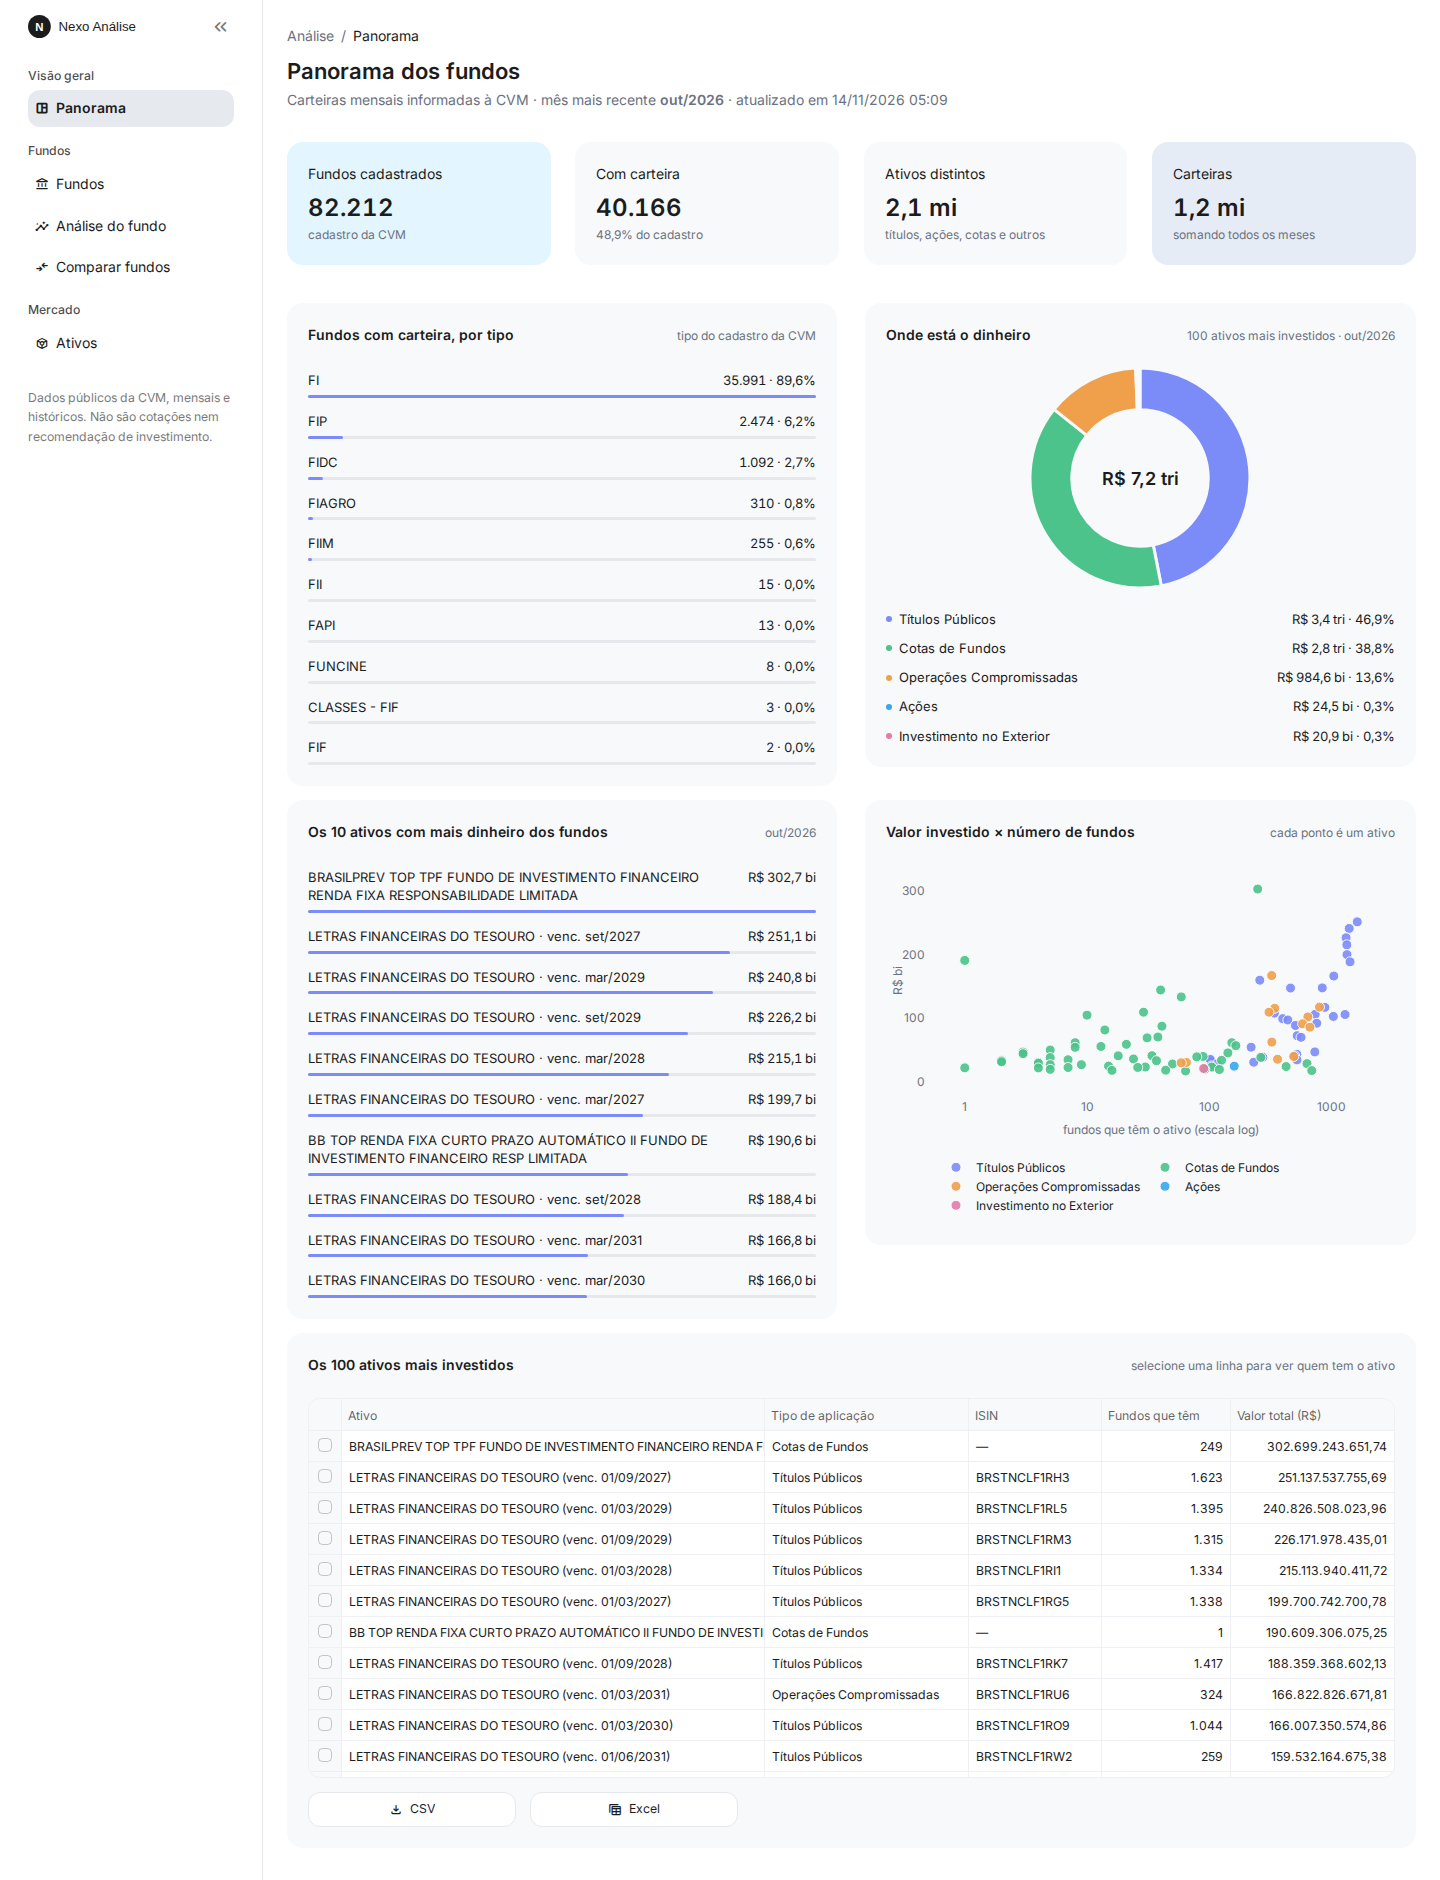 N Nexo Análise
Visão geral
Panorama
Fundos
Fundos
Análise do fundo
Comparar fundos
Mercado
Ativos
Dados públicos da CVM, mensais e
históricos. Não são cotações nem
recomendação de investimento.
Análise / Panorama
Panorama dos fundos
Carteiras mensais informadas à CVM · mês mais recente out/2026 · atualizado em 14/11/2026 05:09
Fundos cadastrados
82.212
cadastro da CVM
Com carteira
40.166
48,9% do cadastro
Ativos distintos
2,1 mi
títulos, ações, cotas e outros
Carteiras
1,2 mi
somando todos os meses
Fundos com carteira, por tipo tipo do cadastro da CVM
FI 35.991 · 89,6%
FIP 2.474 · 6,2%
FIDC 1.092 · 2,7%
FIAGRO 310 · 0,8%
FIIM 255 · 0,6%
FII 15 · 0,0%
FAPI 13 · 0,0%
FUNCINE 8 · 0,0%
CLASSES - FIF 3 · 0,0%
FIF 2 · 0,0%
Onde está o dinheiro 100 ativos mais investidos · out/2026
R$ 7,2 tri
Títulos Públicos R$ 3,4 tri · 46,9%
Cotas de Fundos R$ 2,8 tri · 38,8%
Operações Compromissadas R$ 984,6 bi · 13,6%
Ações R$ 24,5 bi · 0,3%
Investimento no Exterior R$ 20,9 bi · 0,3%
Os 10 ativos com mais dinheiro dos fundos out/2026
BRASILPREV TOP TPF FUNDO DE INVESTIMENTO FINANCEIRO R$ 302,7 bi
RENDA FIXA RESPONSABILIDADE LIMITADA
LETRAS FINANCEIRAS DO TESOURO · venc. set/2027 R$ 251,1 bi
LETRAS FINANCEIRAS DO TESOURO · venc. mar/2029 R$ 240,8 bi
LETRAS FINANCEIRAS DO TESOURO · venc. set/2029 R$ 226,2 bi
LETRAS FINANCEIRAS DO TESOURO · venc. mar/2028 R$ 215,1 bi
LETRAS FINANCEIRAS DO TESOURO · venc. mar/2027 R$ 199,7 bi
BB TOP RENDA FIXA CURTO PRAZO AUTOMÁTICO II FUNDO DE R$ 190,6 bi
INVESTIMENTO FINANCEIRO RESP LIMITADA
LETRAS FINANCEIRAS DO TESOURO · venc. set/2028 R$ 188,4 bi
LETRAS FINANCEIRAS DO TESOURO · venc. mar/2031 R$ 166,8 bi
LETRAS FINANCEIRAS DO TESOURO · venc. mar/2030 R$ 166,0 bi
Valor investido × número de fundos cada ponto é um ativo
300
200
100
0
R$ bi
1 10 100 1000
fundos que têm o ativo (escala log)
Títulos Públicos Cotas de Fundos
Operações Compromissadas Ações
Investimento no Exterior
Os 100 ativos mais investidos selecione uma linha para ver quem tem o ativo
Ativo Tipo de aplicação ISIN Fundos que têm Valor total (R$)
BRASILPREV TOP TPF FUNDO DE INVESTIMENTO FINANCEIRO RENDA F Cotas de Fundos — 249 302.699.243.651,74
LETRAS FINANCEIRAS DO TESOURO (venc. 01/09/2027) Títulos Públicos BRSTNCLF1RH3 1.623 251.137.537.755,69
LETRAS FINANCEIRAS DO TESOURO (venc. 01/03/2029) Títulos Públicos BRSTNCLF1RL5 1.395 240.826.508.023,96
LETRAS FINANCEIRAS DO TESOURO (venc. 01/09/2029) Títulos Públicos BRSTNCLF1RM3 1.315 226.171.978.435,01
LETRAS FINANCEIRAS DO TESOURO (venc. 01/03/2028) Títulos Públicos BRSTNCLF1RI1 1.334 215.113.940.411,72
LETRAS FINANCEIRAS DO TESOURO (venc. 01/03/2027) Títulos Públicos BRSTNCLF1RG5 1.338 199.700.742.700,78
BB TOP RENDA FIXA CURTO PRAZO AUTOMÁTICO II FUNDO DE INVESTI Cotas de Fundos — 1 190.609.306.075,25
LETRAS FINANCEIRAS DO TESOURO (venc. 01/09/2028) Títulos Públicos BRSTNCLF1RK7 1.417 188.359.368.602,13
LETRAS FINANCEIRAS DO TESOURO (venc. 01/03/2031) Operações Compromissadas BRSTNCLF1RU6 324 166.822.826.671,81
LETRAS FINANCEIRAS DO TESOURO (venc. 01/03/2030) Títulos Públicos BRSTNCLF1RO9 1.044 166.007.350.574,86
LETRAS FINANCEIRAS DO TESOURO (venc. 01/06/2031) Títulos Públicos BRSTNCLF1RW2 259 159.532.164.675,38
CSV Excel